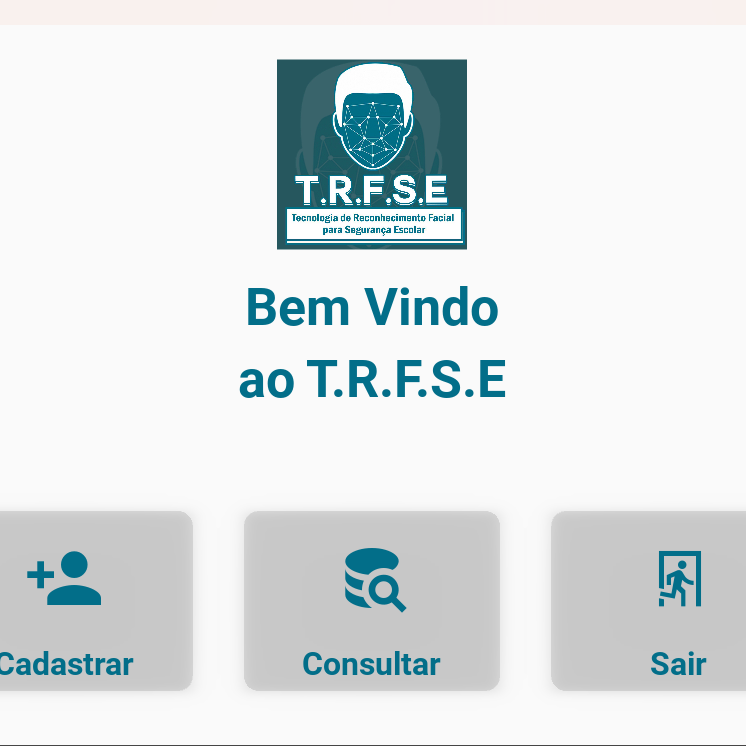 T.R.F.S.E
Tecnologia de Reconhecimento Facial
para Segurança Escolar
Bem Vindo
ao T.R.F.S.E
Cadastrar
Consultar
Sair